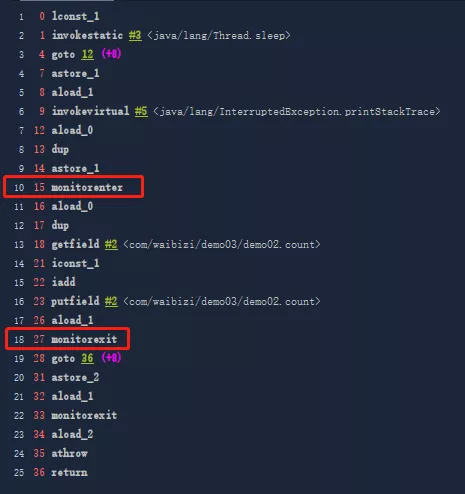 1 0 lconst_1
2 1 invokestatic #3 <java/lang/Thread.sleep>
3 4 goto 12 (+8)
4 7 astore_1
5 8 aload_1
6 9 invokevirtual #5 <java/lang/InterruptedException.printStackTrace>
7 12 aload_0
8 13 dup
9 14 astore_1
10 15 monitorenter
11 16 aload_0
12 17 dup
13 18 getfield #2 <com/waibizi/demo03/demo02.count>
14 21 iconst_1
15 22 iadd
16 23 putfield #2 <com/waibizi/demo03/demo02.count>
17 26 aload_1
18 27 monitorexit
19 28 goto 36 (+8)
20 31 astore_2
21 32 aload_1
22 33 monitorexit
23 34 aload_2
24 35 athrow
25 36 return